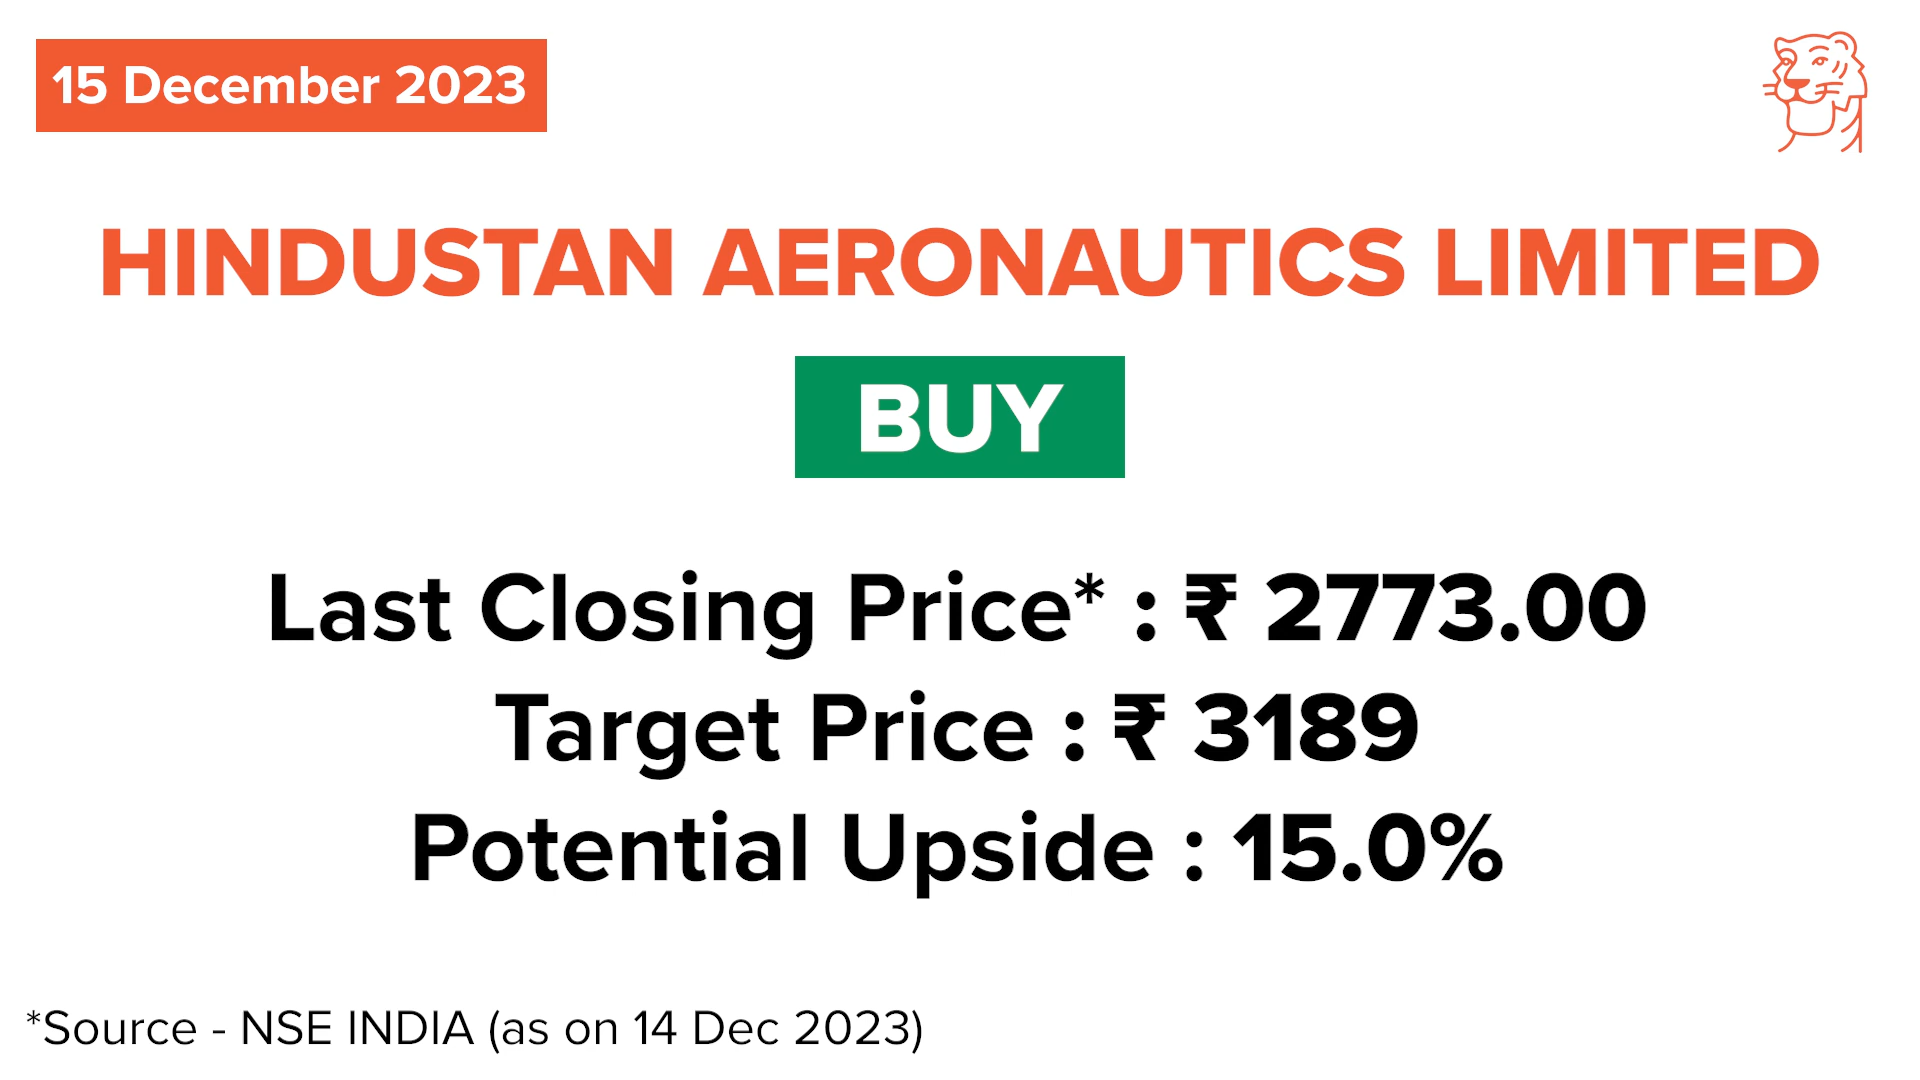 15 December 2023
HINDUSTAN AERONAUTICS LIMITED
BUY
Last Closing Price* : ₹ 2773.00
Target Price : ₹ 3189
Potential Upside : 15.0%
*Source - NSE INDIA (as on 14 Dec 2023)